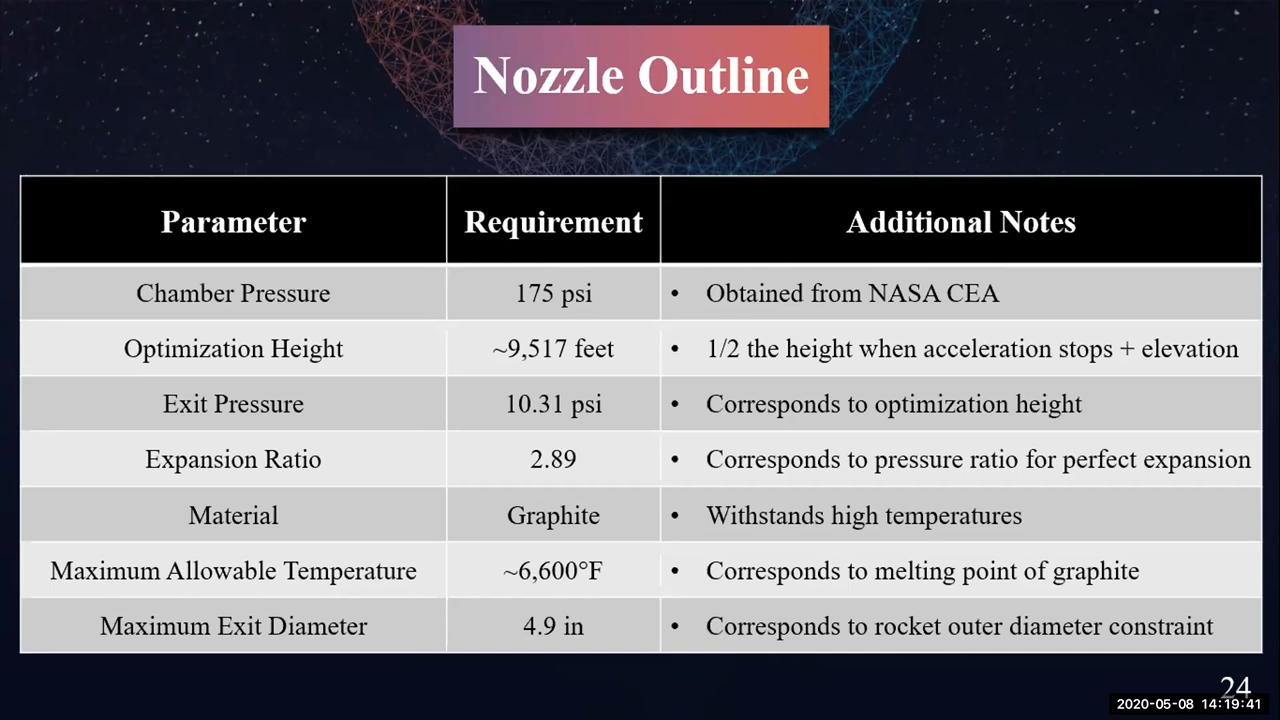 Nozzle Outline
Parameter Requirement Additional Notes
Chamber Pressure 175 psi • Obtained from NASA CEA
Optimization Height ~9,517 feet • 1/2 the height when acceleration stops + elevation
Exit Pressure 10.31 psi • Corresponds to optimization height
Expansion Ratio 2.89 • Corresponds to pressure ratio for perfect expansion
Material Graphite • Withstands high temperatures
Maximum Allowable Temperature ~6,600°F • Corresponds to melting point of graphite
Maximum Exit Diameter 4.9 in • Corresponds to rocket outer diameter constraint
24
2020-05-08 14:19:41